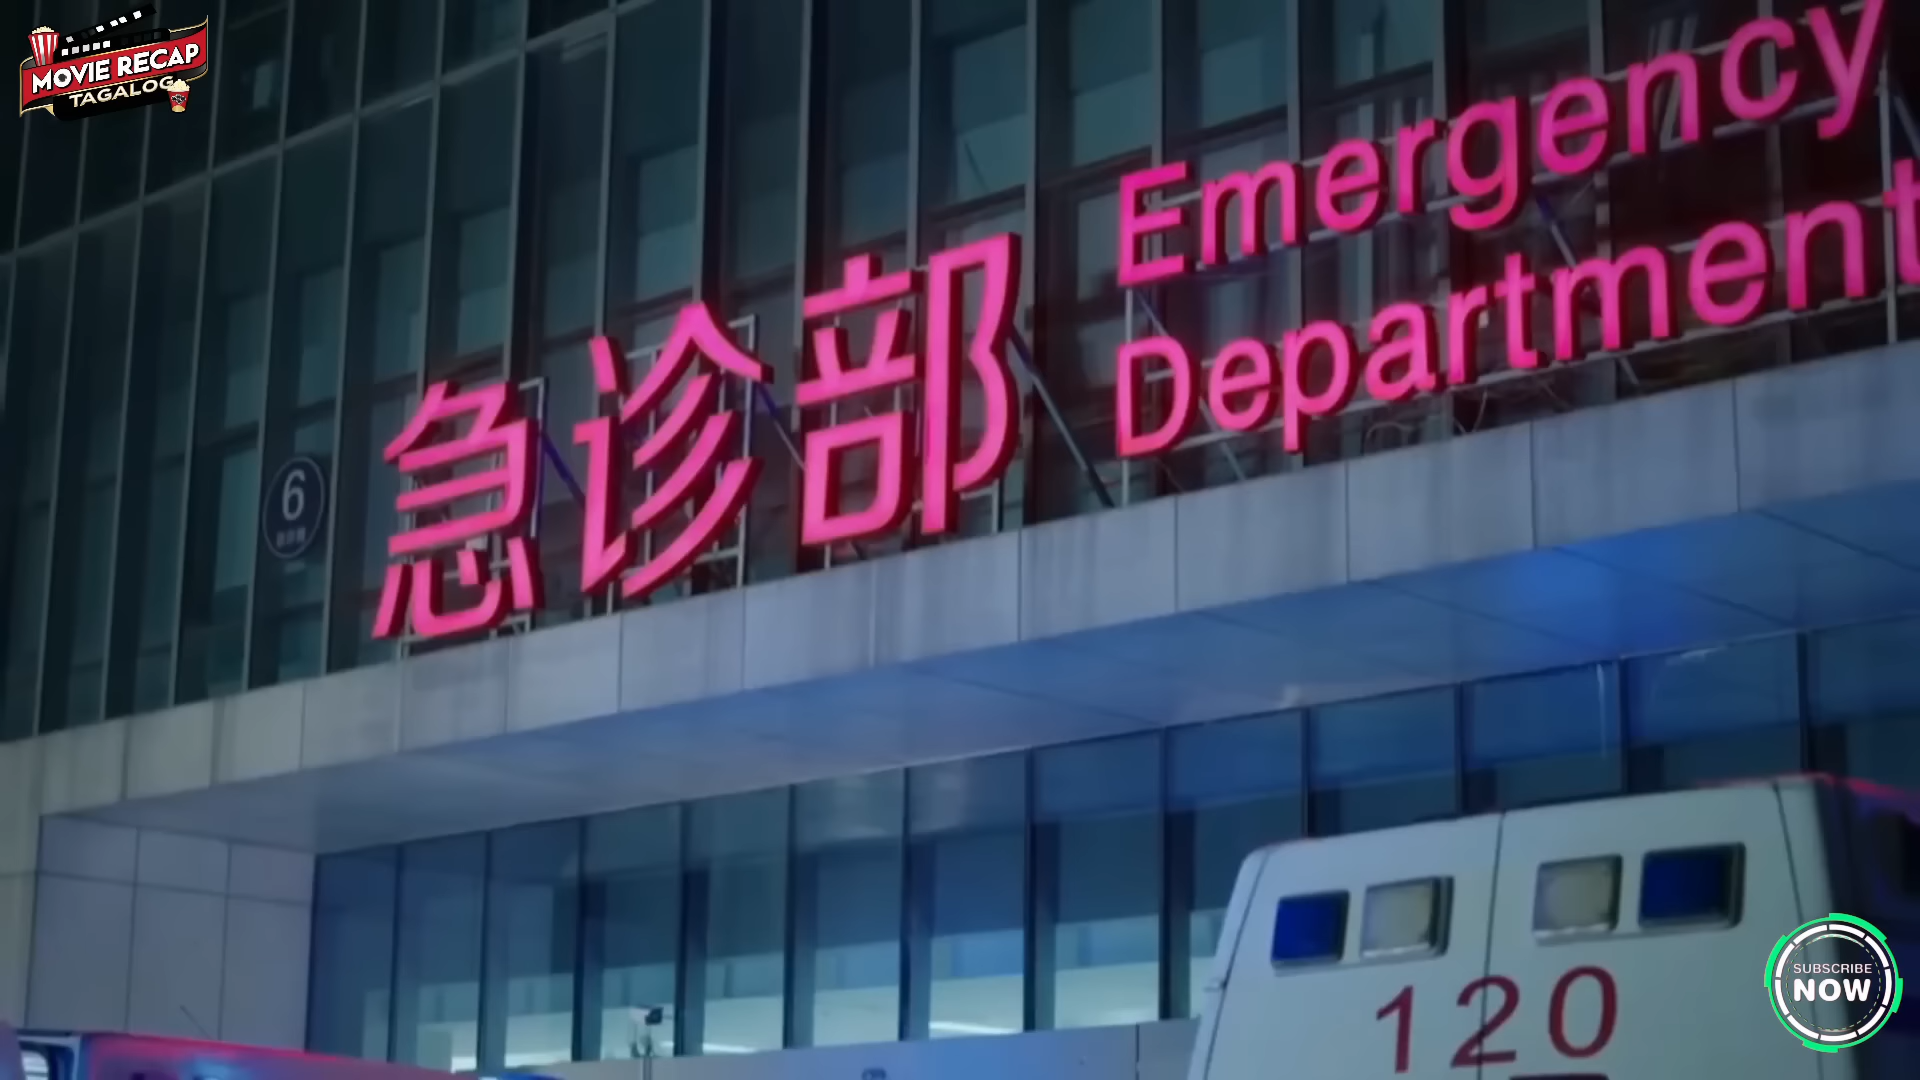 MOVIE RECAP
TAGALOG
Emergency
Department
急诊部
6
120
SUBSCRIBE
NOW